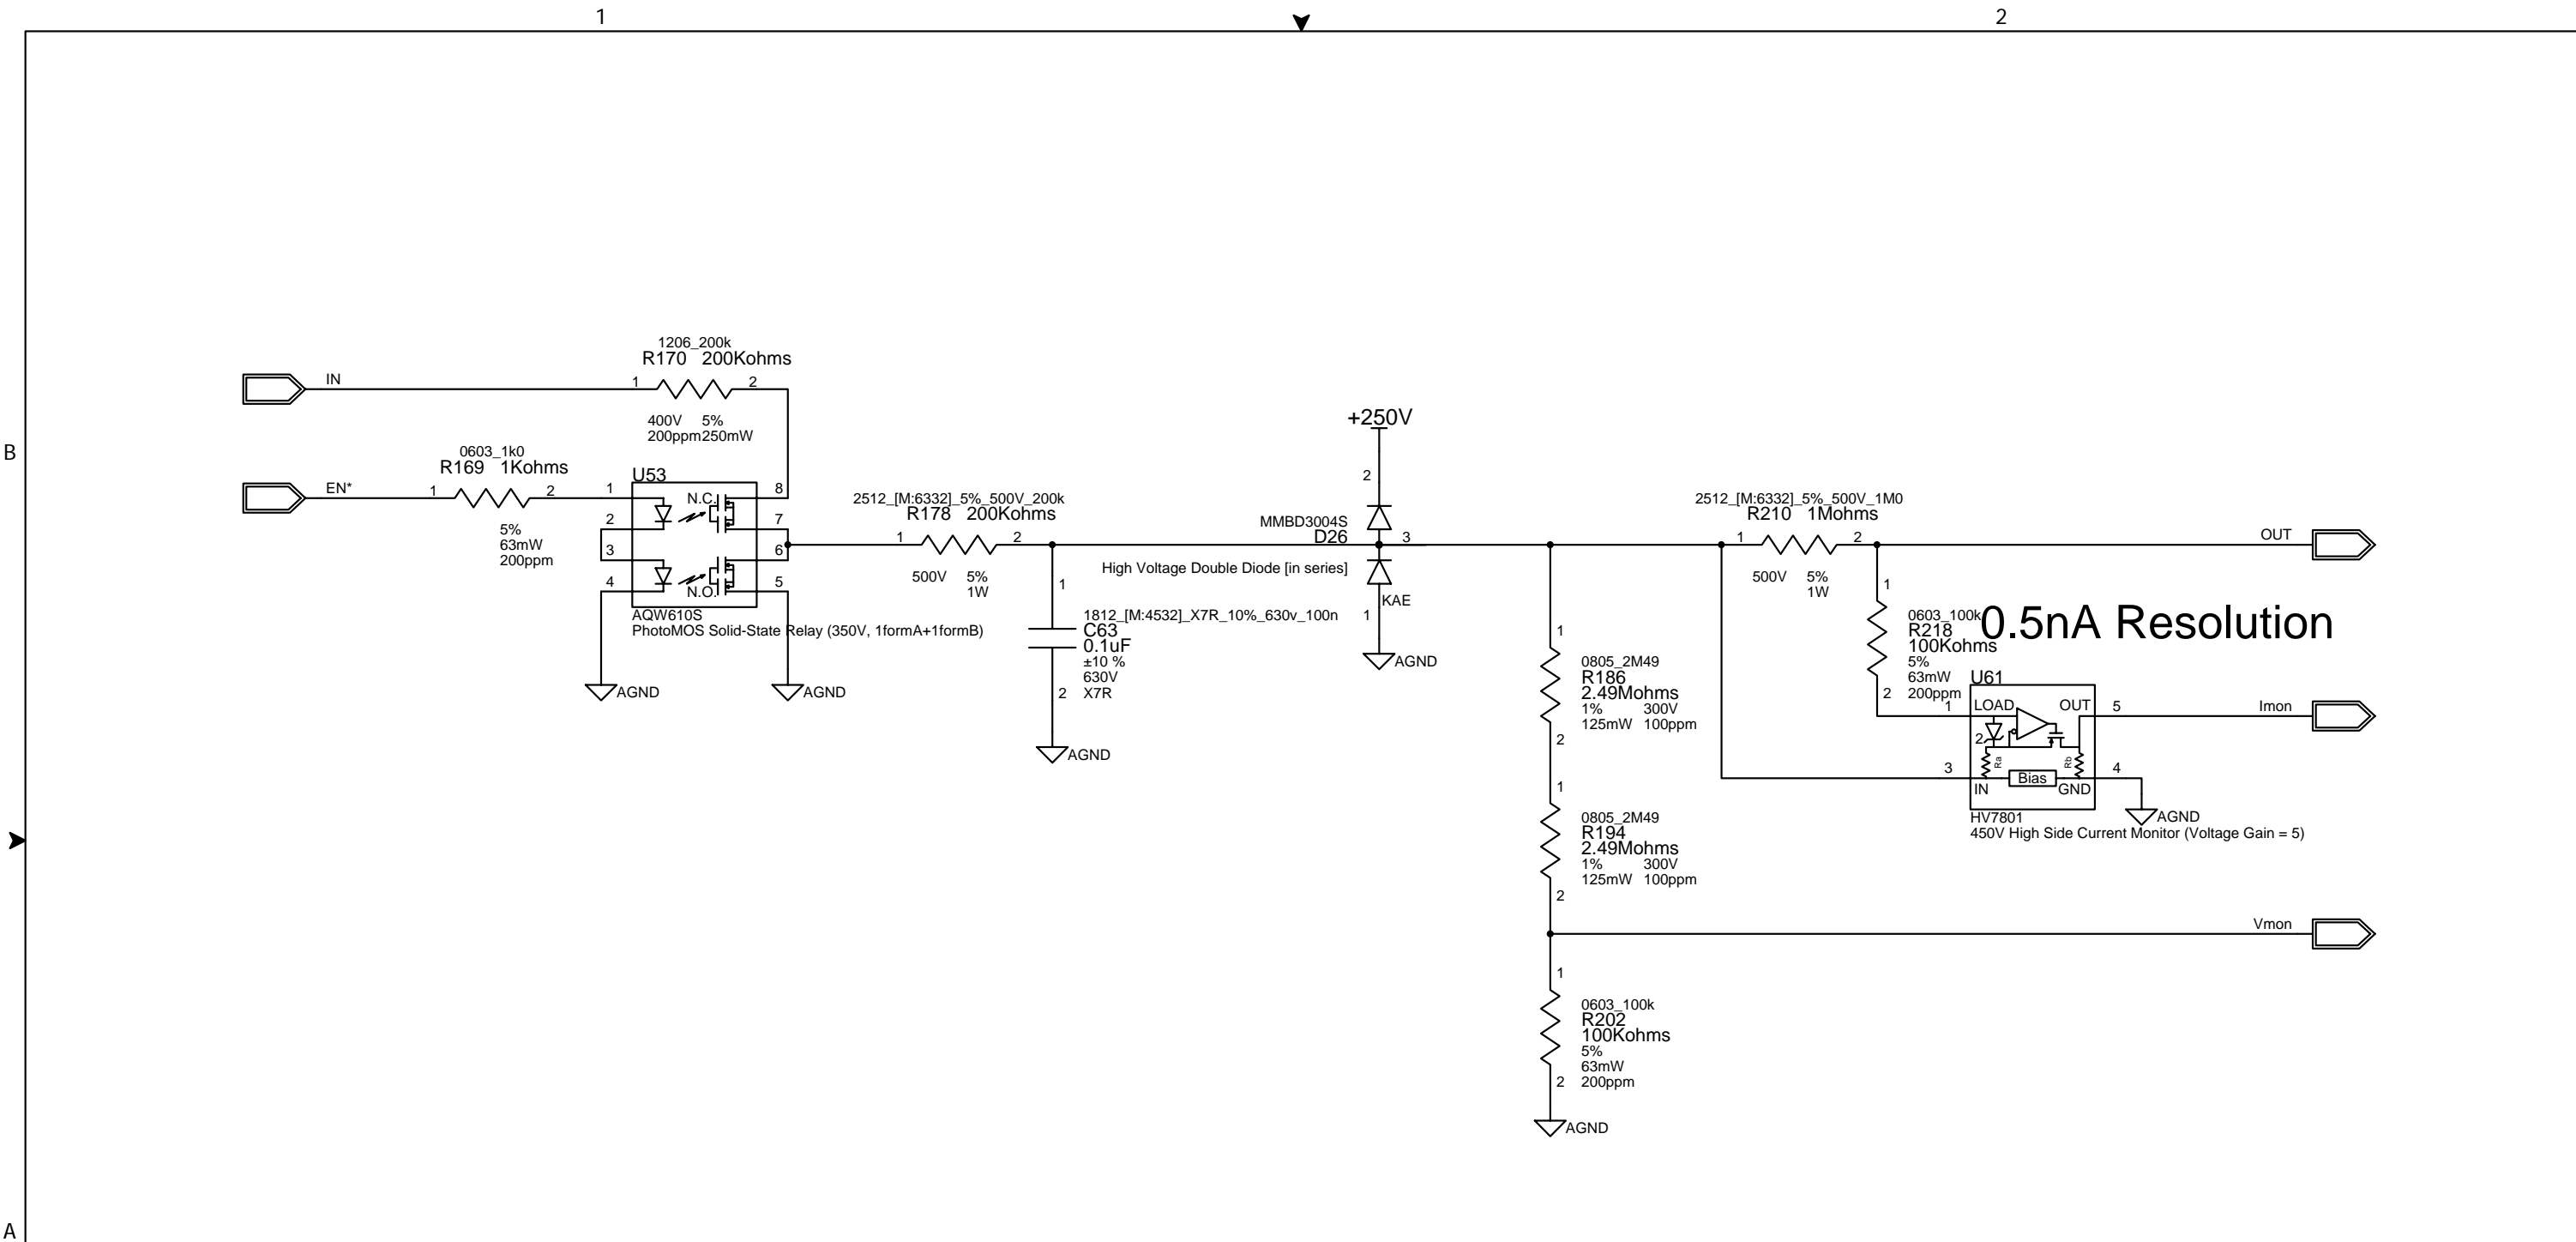 1
2
B
A
1206_200k
R170 200Kohms
IN
1
2
400V 5%
200ppm250mW
0603_1k0
R169 1Kohms
EN*
1
2
5%
63mW
200ppm
U53
1
2
3
4
N.C.
N.O.
8
7
6
5
AQW610S
PhotoMOS Solid-State Relay (350V, 1formA+1formB)
AGND
AGND
2512_[M:6332]_5%_500V_200k
R178 200Kohms
1
2
500V 5%
1W
1
1812_[M:4532]_X7R_10%_630v_100n
C63
0.1uF
±10 %
630V
2 X7R
AGND
+250V
2
MMBD3004S
D26
3
High Voltage Double Diode [in series]
KAE
1
AGND
1
0805_2M49
R186
2.49Mohms
1% 300V
125mW 100ppm
2
1
0805_2M49
R194
2.49Mohms
1% 300V
125mW 100ppm
2
1
0603_100k
R202
100Kohms
5%
63mW
2 200ppm
AGND
2512_[M:6332]_5%_500V_1M0
R210 1Mohms
1
2
500V 5%
1W
OUT
1
0603_100k
R218
100Kohms
5%
63mW
2 200ppm
0.5nA Resolution
U61
1
LOAD
OUT
5
Imon
2
Ra
Rb
3
Bias
4
IN
GND
AGND
HV7801
450V High Side Current Monitor (Voltage Gain = 5)
Vmon